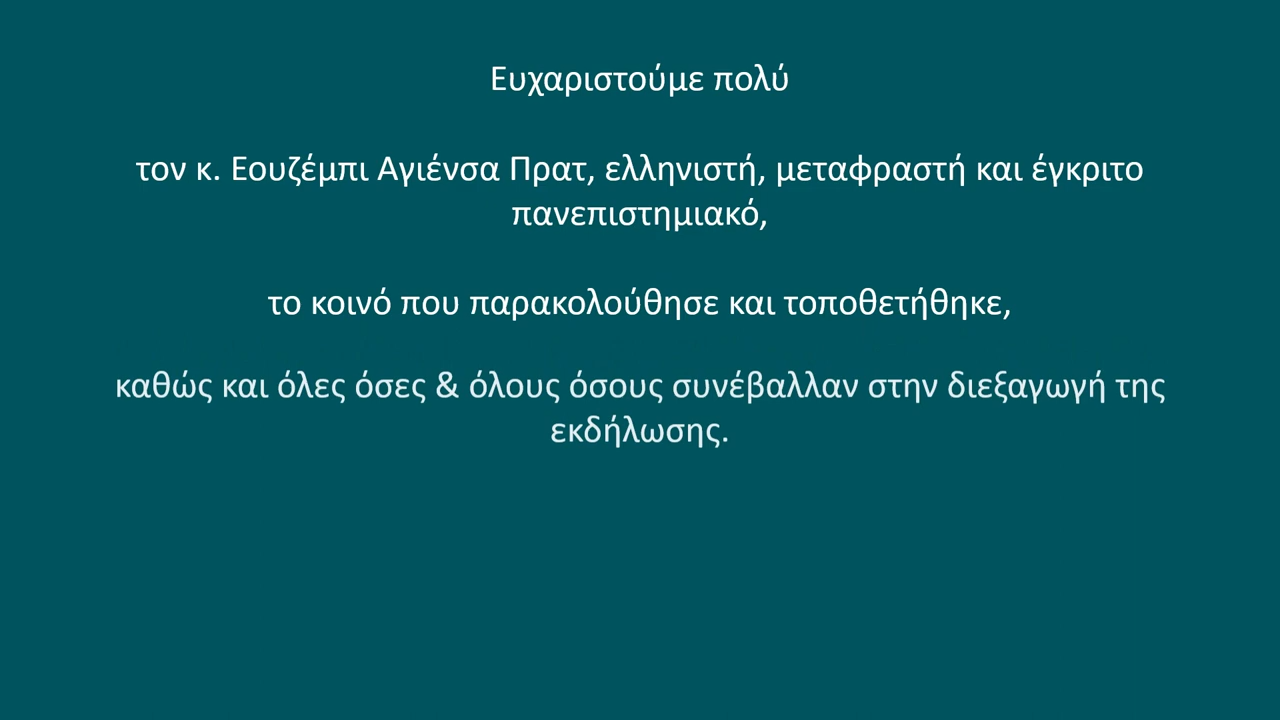 Ευχαριστούμε πολύ
τον κ. Εουζέμπι Αγιένσα Πρατ, ελληνιστή, μεταφραστή και έγκριτο
πανεπιστημιακό,
το κοινό που παρακολούθησε και τοποθετήθηκε,
καθώς και όλες όσες & όλους όσους συνέβαλλαν στην διεξαγωγή της
εκδήλωσης.